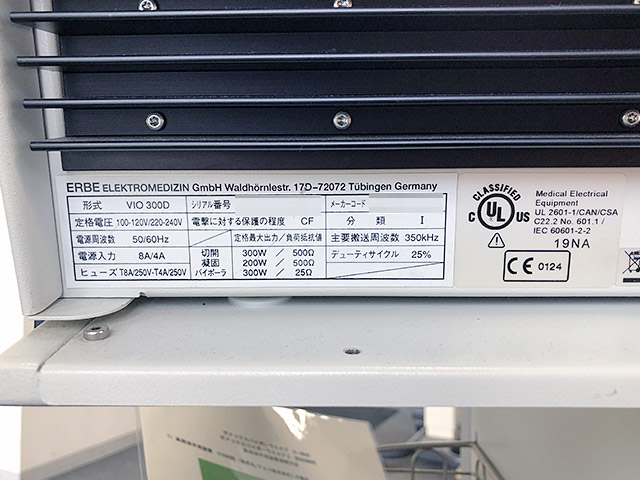 ERBE ELEKTROMEDIZIN GmbH Waldhörnlestr. 17D-72072 Tübingen Germany
形式 VIO 300D シリアル番号 メーカーコード
定格電圧 100-120V/220-240V 電撃に対する保護の程度 CF 分類 I
電源周波数 50/60Hz 定格最大出力/負荷抵抗値 主要搬送周波数 350kHz
電源入力 8A/4A 切開 300W / 500Ω デューティサイクル 25%
凝固 200W / 500Ω
ヒューズ T8A/250V-T4A/250V バイポーラ 300W / 25Ω
CLASSIFIED
C UL US
Medical Electrical
Equipment
UL 2601-1/CAN/CSA
C22.2 No. 601.1 /
IEC 60601-2-2
19NA
CE 0124